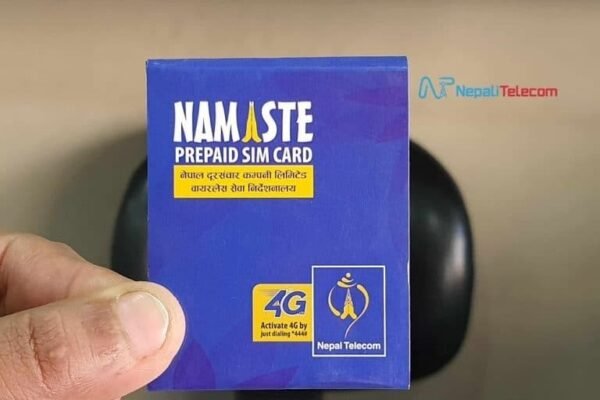 NepaliTelecom
NAMASTE
PREPAID SIM CARD
नेपाल दूरसंचार कम्पनी लिमिटेड
वायरलेस सेवा निर्देशनालय
4G
Activate 4G by
just dialing *444#
Nepal Telecom